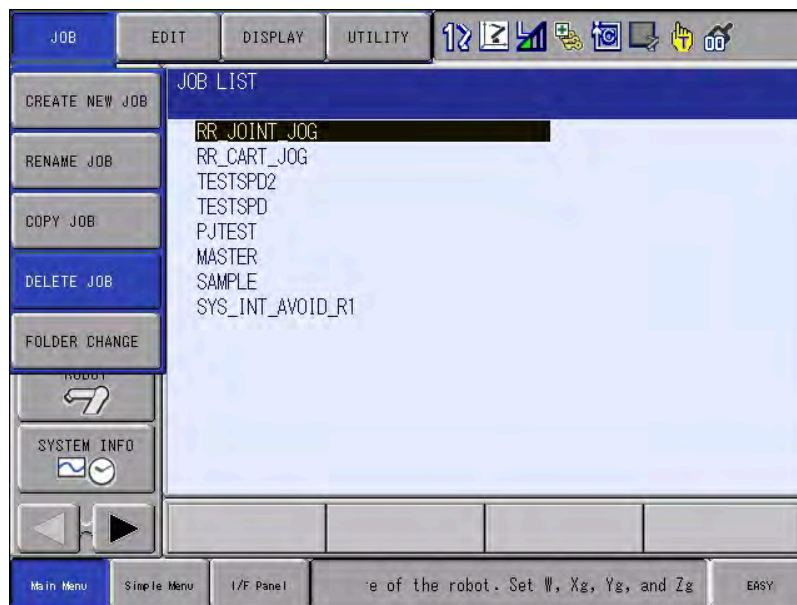 JOB EDIT DISPLAY UTILITY
CREATE NEW JOB
RENAME JOB
COPY JOB
DELETE JOB
FOLDER CHANGE
JOB LIST
RR_JOINT_JOG
RR_CART_JOG
TESTSPD2
TESTSPD
PJTEST
MASTER
SAMPLE
SYS_INT_AVOID_R1
ROBOT
SYSTEM INFO
Main Menu Simple Menu I/F Panel e of the robot. Set W, Xg, Yg, and Zg EASY